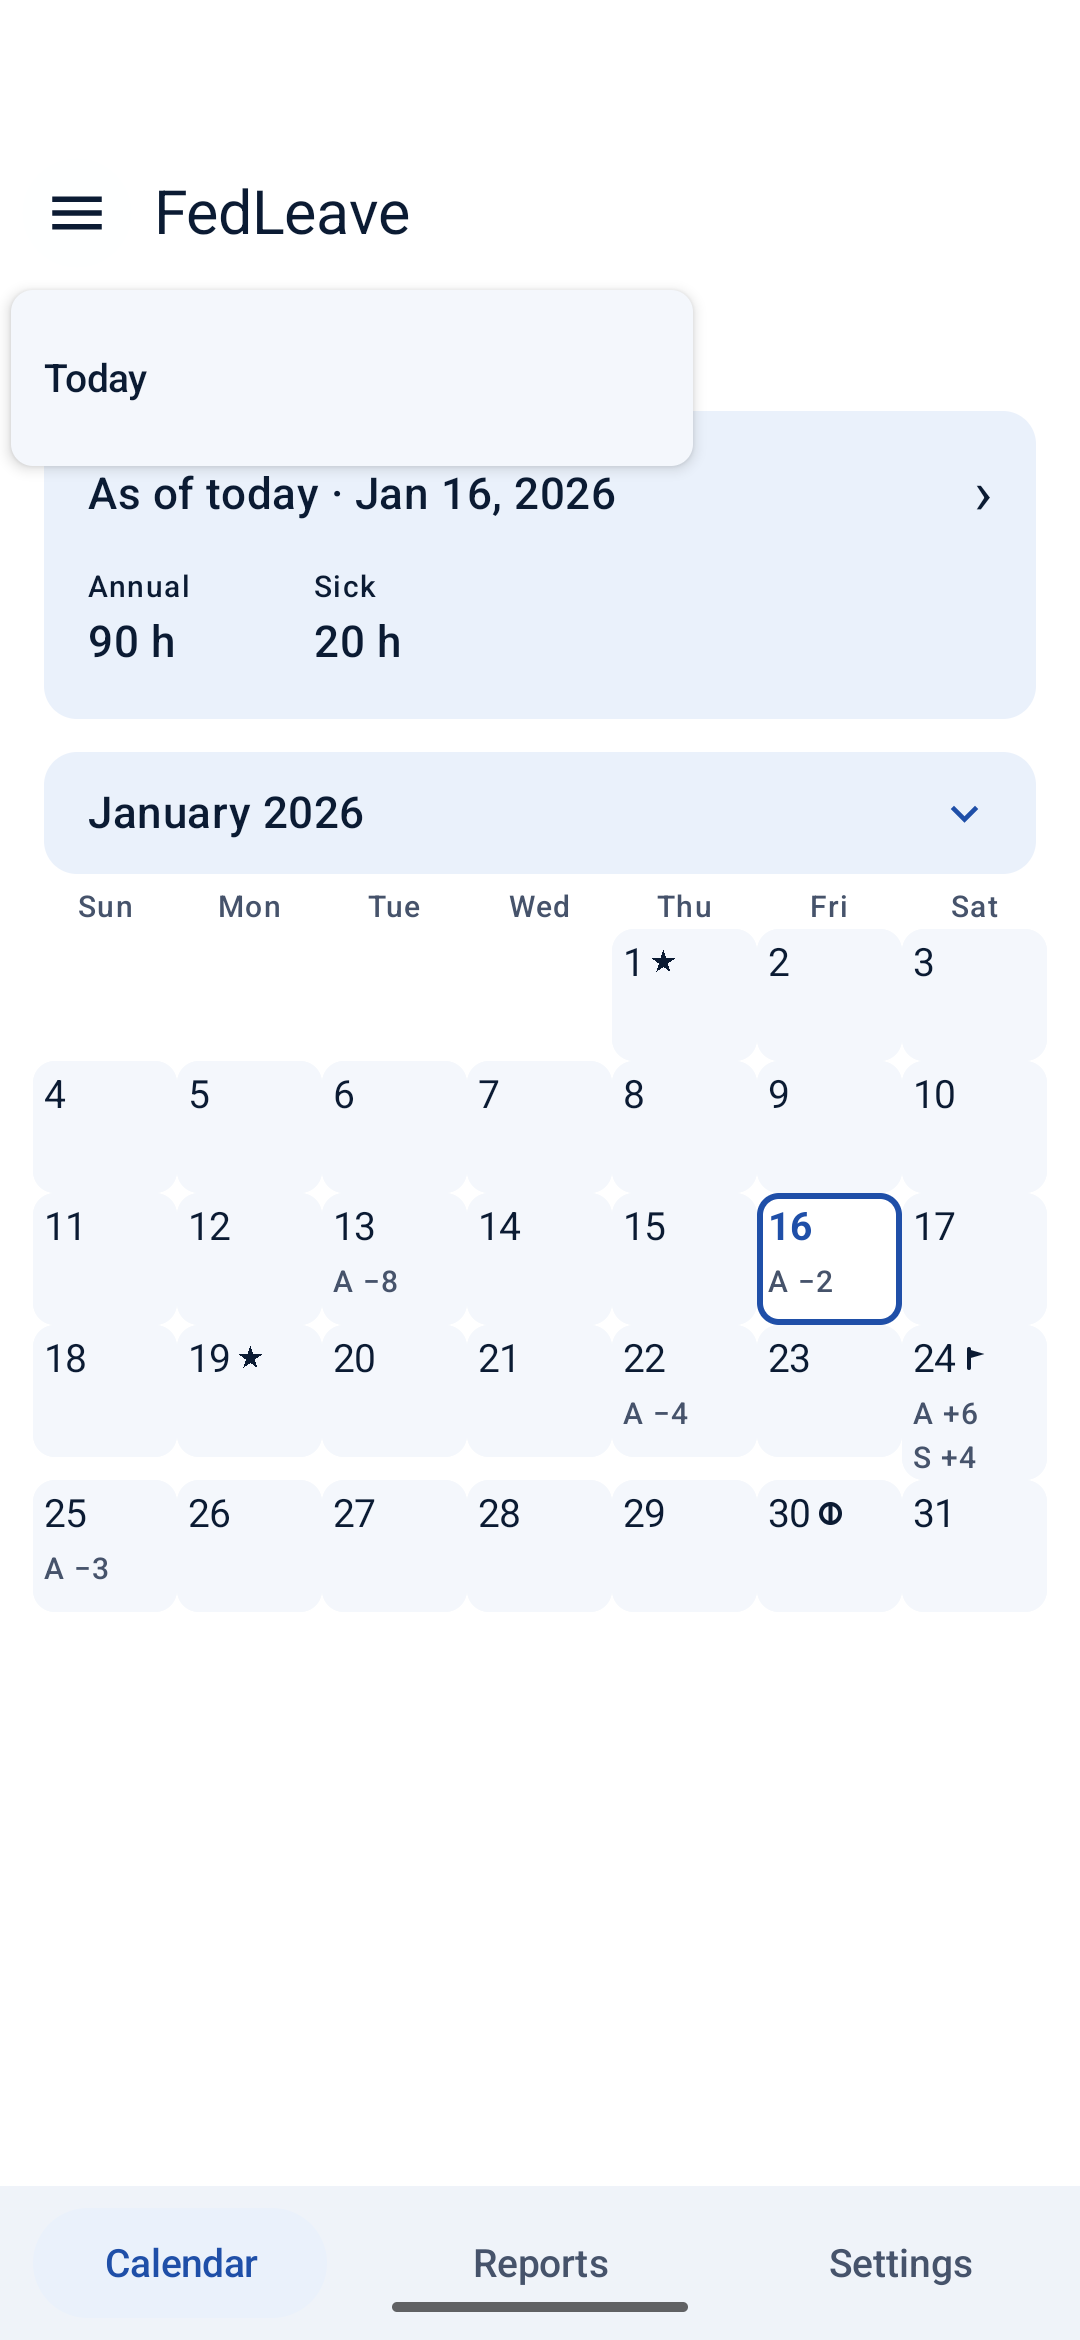 FedLeave
Today
As of today · Jan 16, 2026 ›
Annual Sick
90 h 20 h
January 2026
Sun Mon Tue Wed Thu Fri Sat
1 ★ 2 3
4 5 6 7 8 9 10
11 12 13 14 15 16 17
A −8 A −2
18 19 ★ 20 21 22 23 24
A −4 A +6
S +4
25 26 27 28 29 30 31
A −3
Calendar Reports Settings